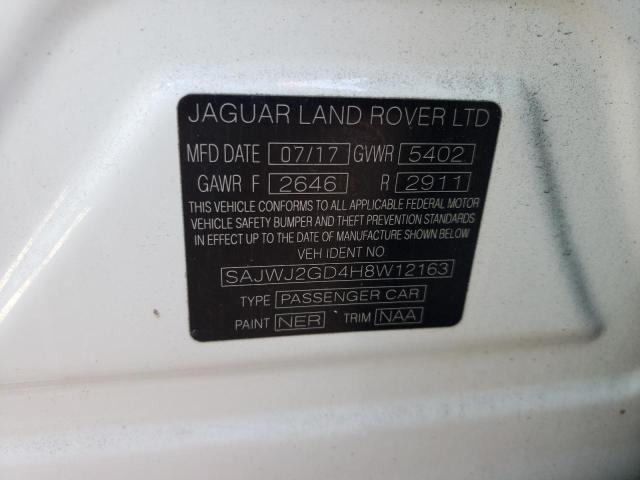 JAGUAR LAND ROVER LTD
MFD DATE 07/17 GVWR 5402
GAWR F 2646 R 2911
THIS VEHICLE CONFORMS TO ALL APPLICABLE FEDERAL MOTOR
VEHICLE SAFETY BUMPER AND THEFT PREVENTION STANDARDS
IN EFFECT UP ON THE DATE OF MANUFACTURE SHOWN BELOW
VEH IDENT NO
SAJWJ2GD4H8W12163
TYPE PASSENGER CAR
PAINT NER TRIM NAA